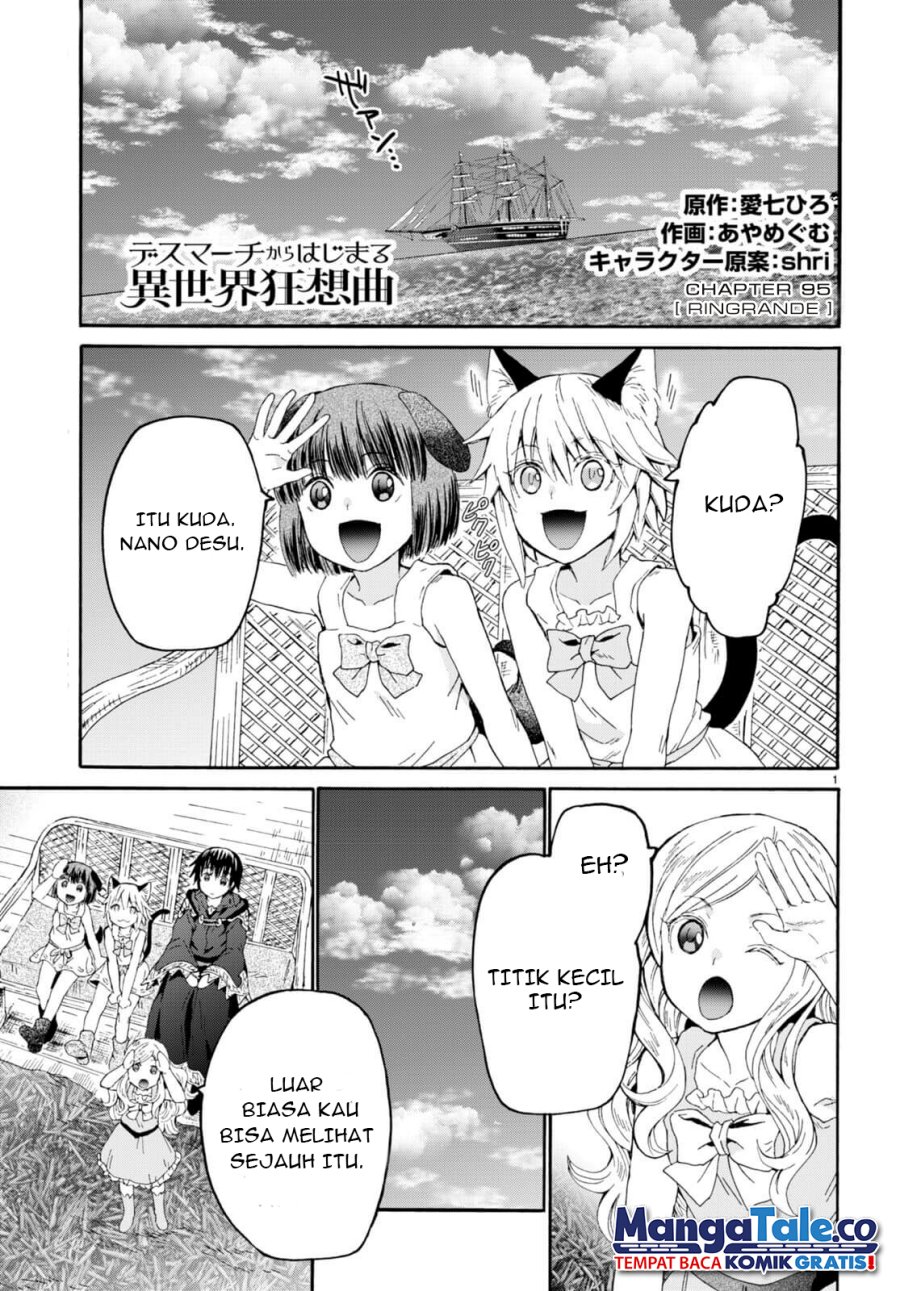 ギャアン…
原作:愛七ひろ
作画:あやめぐむ
キャラクター原案:shri
CHAPTER 95
[ RINGRANDE ]
デスマーチからはじまる
異世界狂想曲
KUDA?
ピクピクッ
ITU KUDA,
NANO DESU.
1
EH?
TITIK KECIL
ITU?
LUAR
BIASA KAU
BISA MELIHAT
SEJAUH ITU.
MangaTale.co
TEMPAT BACA KOMIK GRATIS!